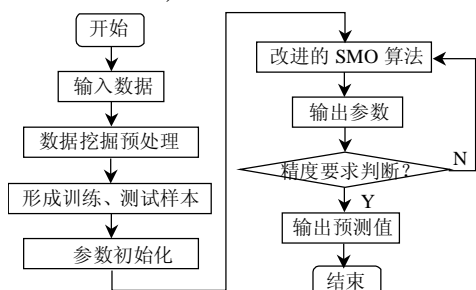 开始
输入数据
数据挖掘预处理
形成训练、测试样本
参数初始化
改进的 SMO 算法
输出参数
精度要求判断?
N
Y
输出预测值
结束